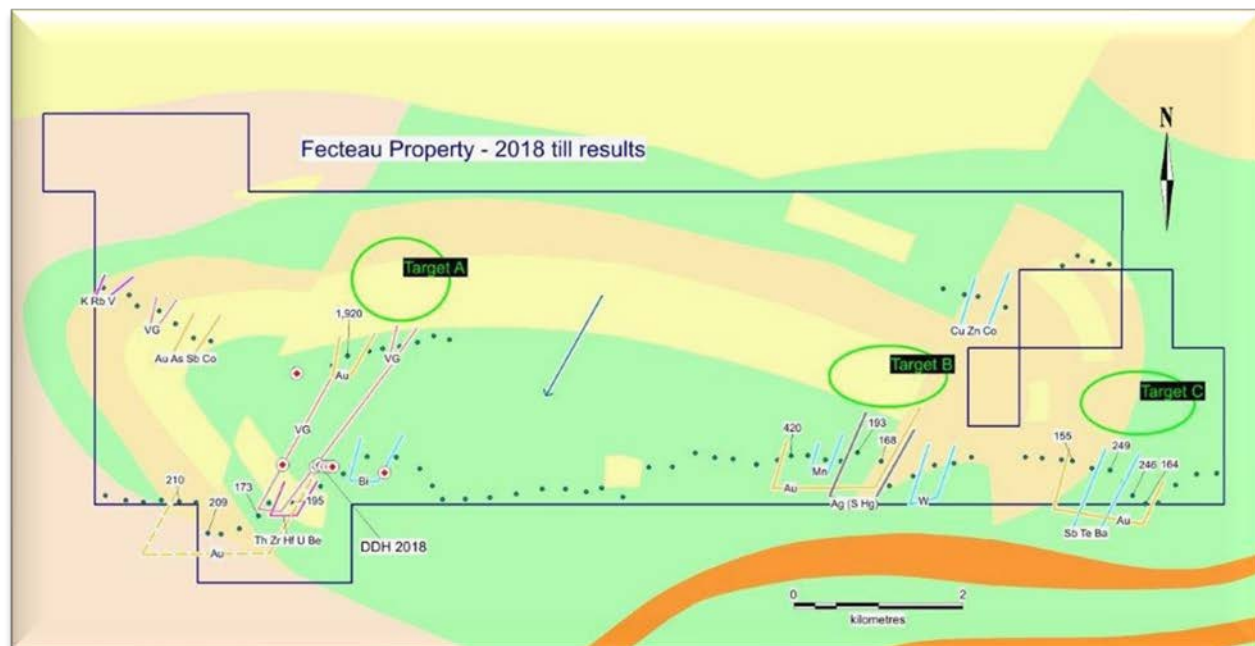 N
Fecteau Property - 2018 till results
Target A
K Rb V
VG
1,920
Au As Sb Co
VG
Au
Cu Zn Co
Target B
Target C
VG
420
193
168
155
249
Bi
Mn
210
173
195
246
164
Au
Ag (S Hg)
W
209
Au
Th Zr Hf U Be
Au
Sb Te Ba
DDH 2018
0
2
kilometres